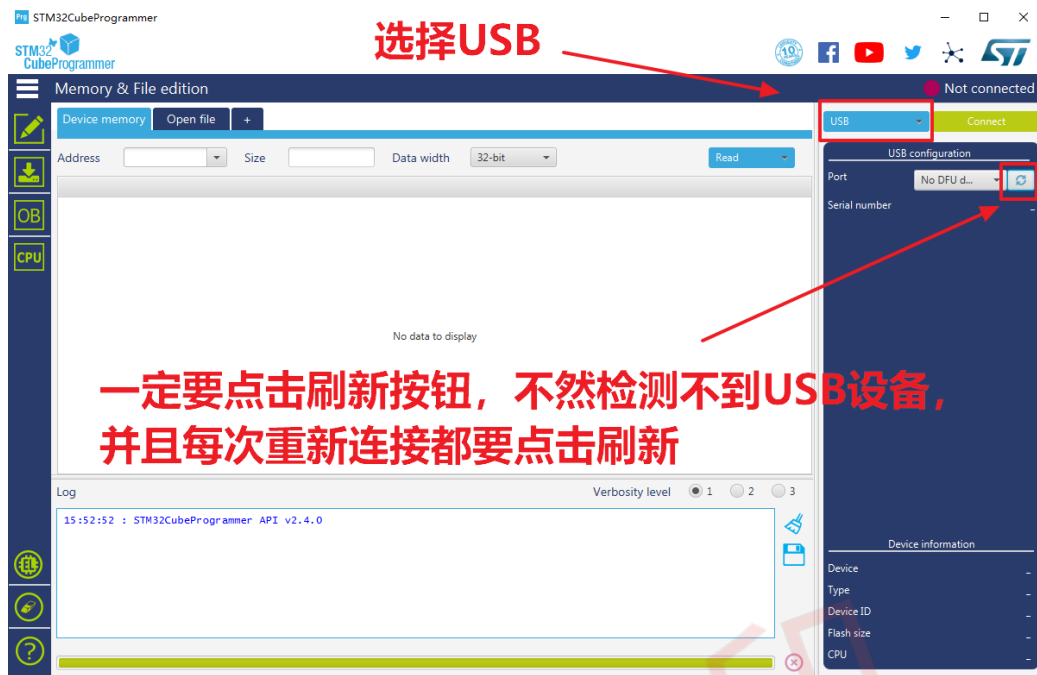 Prg STM32CubeProgrammer
选择USB
STM32
CubeProgrammer
10
Memory & File edition
Not connected
Device memory
Open file
+
USB
Connect
Address
Size
Data width
32-bit
Read
USB configuration
Port
No DFU d...
Serial number
OB
CPU
No data to display
一定要点击刷新按钮，不然检测不到USB设备，
并且每次重新连接都要点击刷新
Log
Verbosity level
1
2
3
15:52:52 : STM32CubeProgrammer API v2.4.0
Device information
Device
Type
Device ID
Flash size
CPU